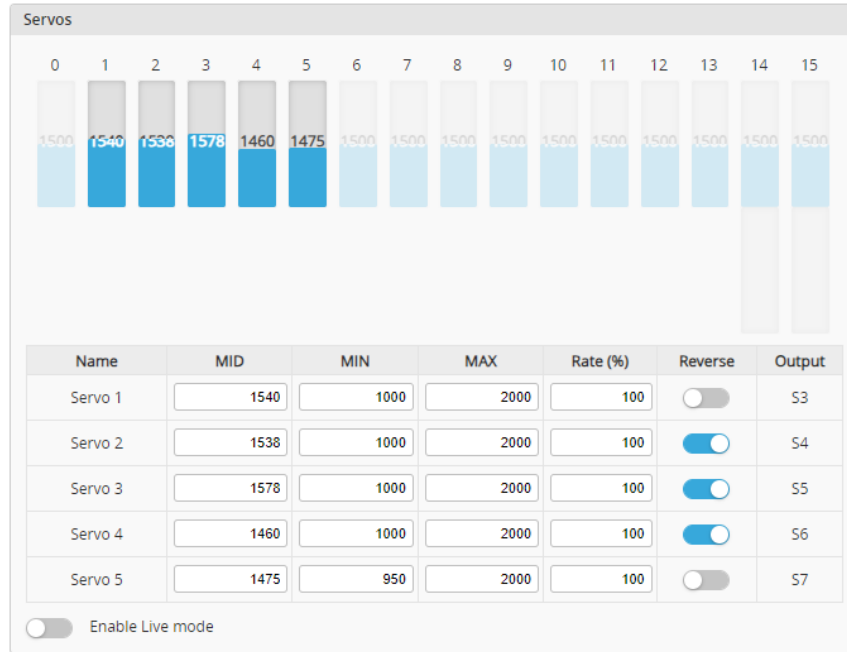 Servos
0 1 2 3 4 5 6 7 8 9 10 11 12 13 14 15
1500 1540 1538 1578 1460 1475 1500 1500 1500 1500 1500 1500 1500 1500 1500 1500
Name MID MIN MAX Rate (%) Reverse Output
Servo 1 1540 1000 2000 100 S3
Servo 2 1538 1000 2000 100 S4
Servo 3 1578 1000 2000 100 S5
Servo 4 1460 1000 2000 100 S6
Servo 5 1475 950 2000 100 S7
Enable Live mode